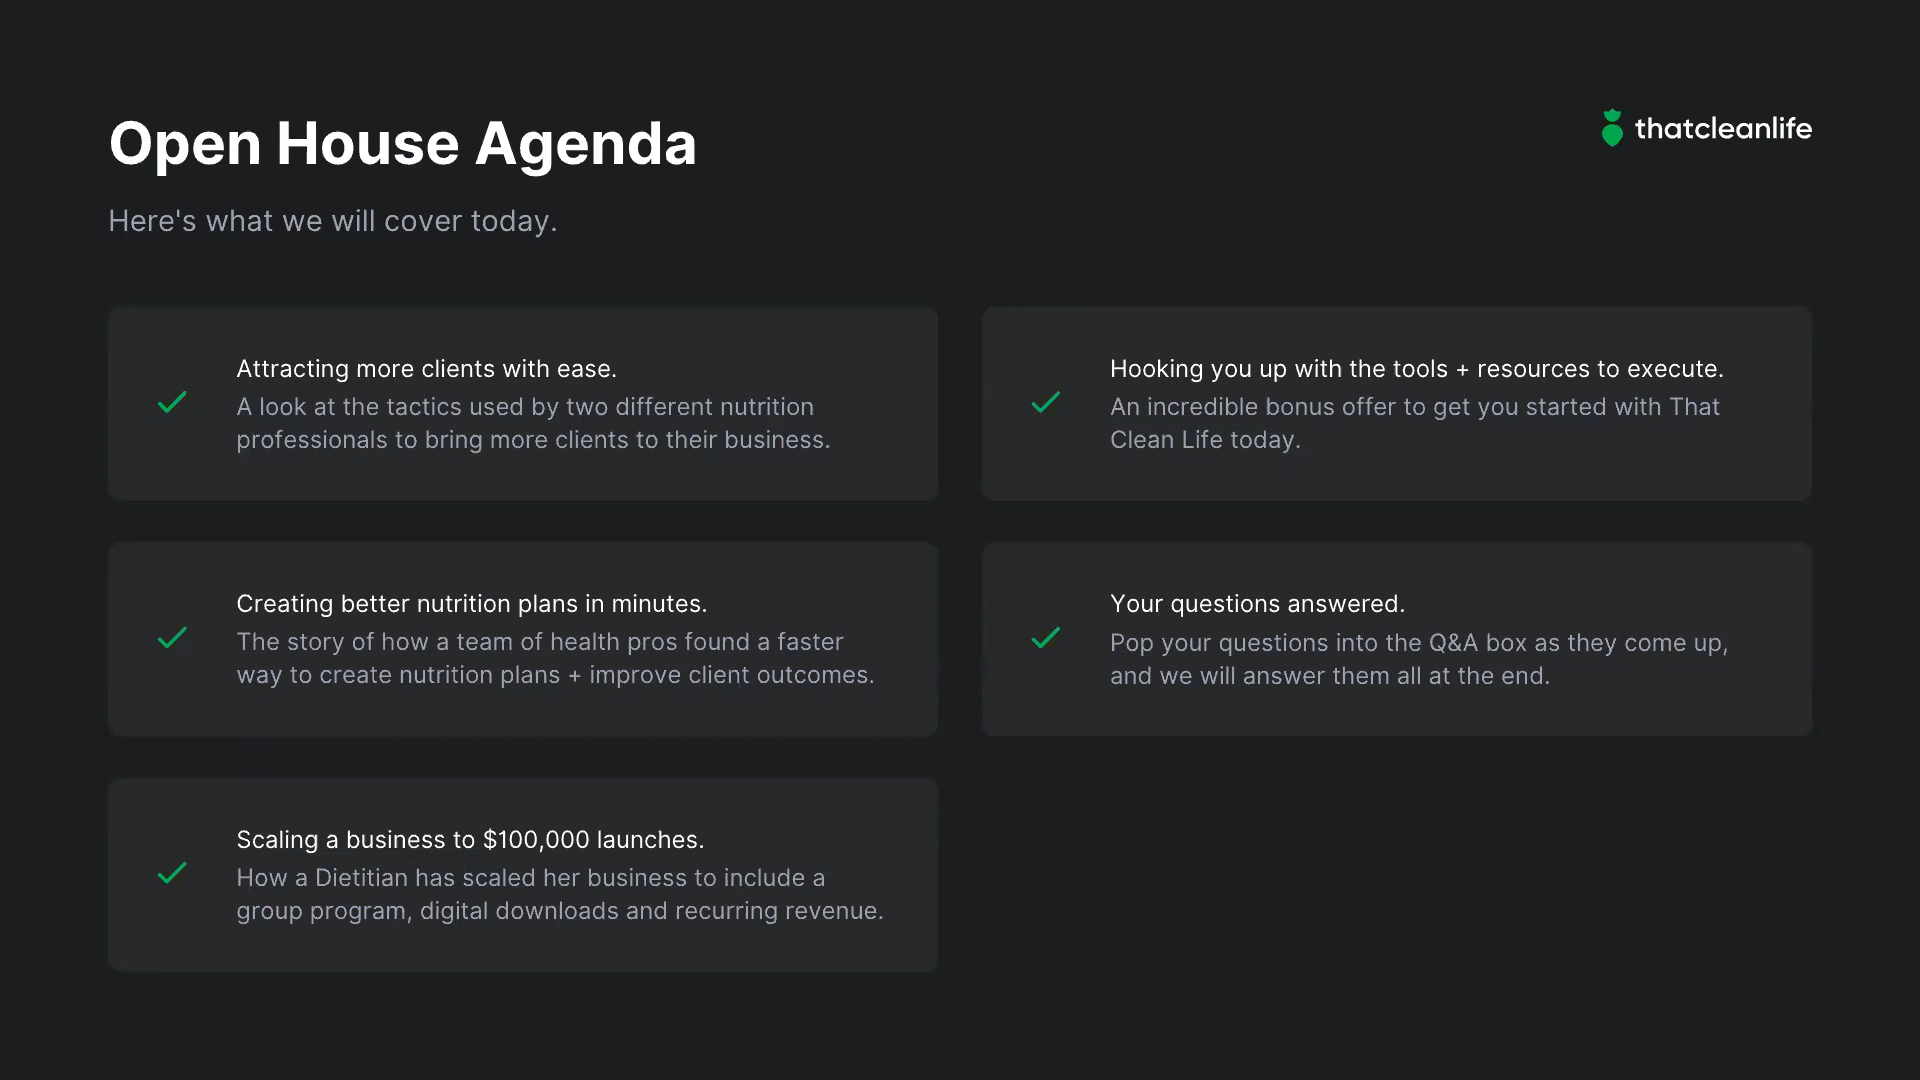 Open House Agenda
thatcleanlife
Here's what we will cover today.
Attracting more clients with ease.
A look at the tactics used by two different nutrition
professionals to bring more clients to their business.
Creating better nutrition plans in minutes.
The story of how a team of health pros found a faster
way to create nutrition plans + improve client outcomes.
Scaling a business to $100,000 launches.
How a Dietitian has scaled her business to include a
group program, digital downloads and recurring revenue.
Hooking you up with the tools + resources to execute.
An incredible bonus offer to get you started with That
Clean Life today.
Your questions answered.
Pop your questions into the Q&A box as they come up,
and we will answer them all at the end.